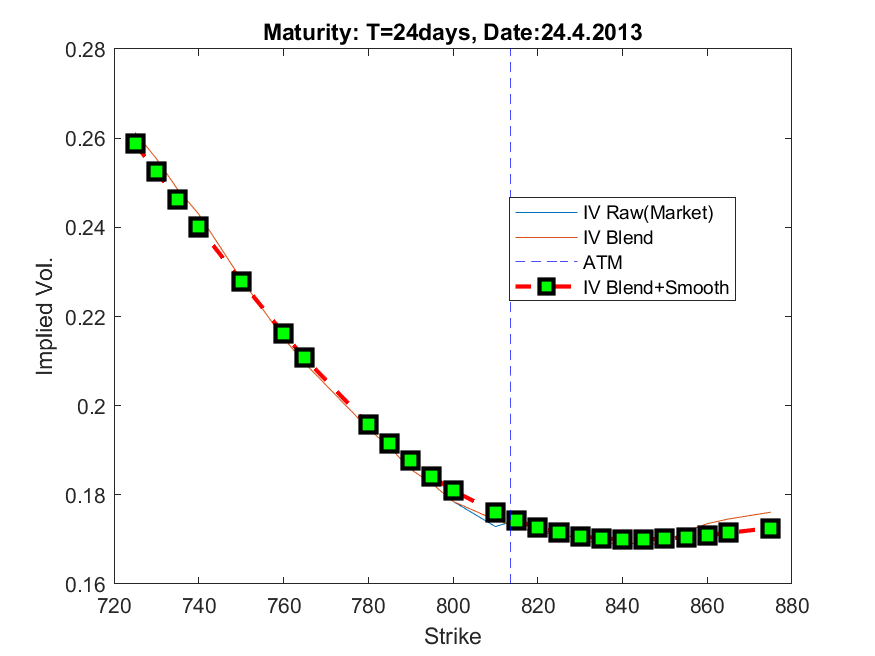 Maturity: T=24days, Date:24.4.2013
0.28
0.26
0.24
0.22
0.2
0.18
0.16
Implied Vol.
IV Raw(Market)
IV Blend
ATM
IV Blend+Smooth
720 740 760 780 800 820 840 860 880
Strike